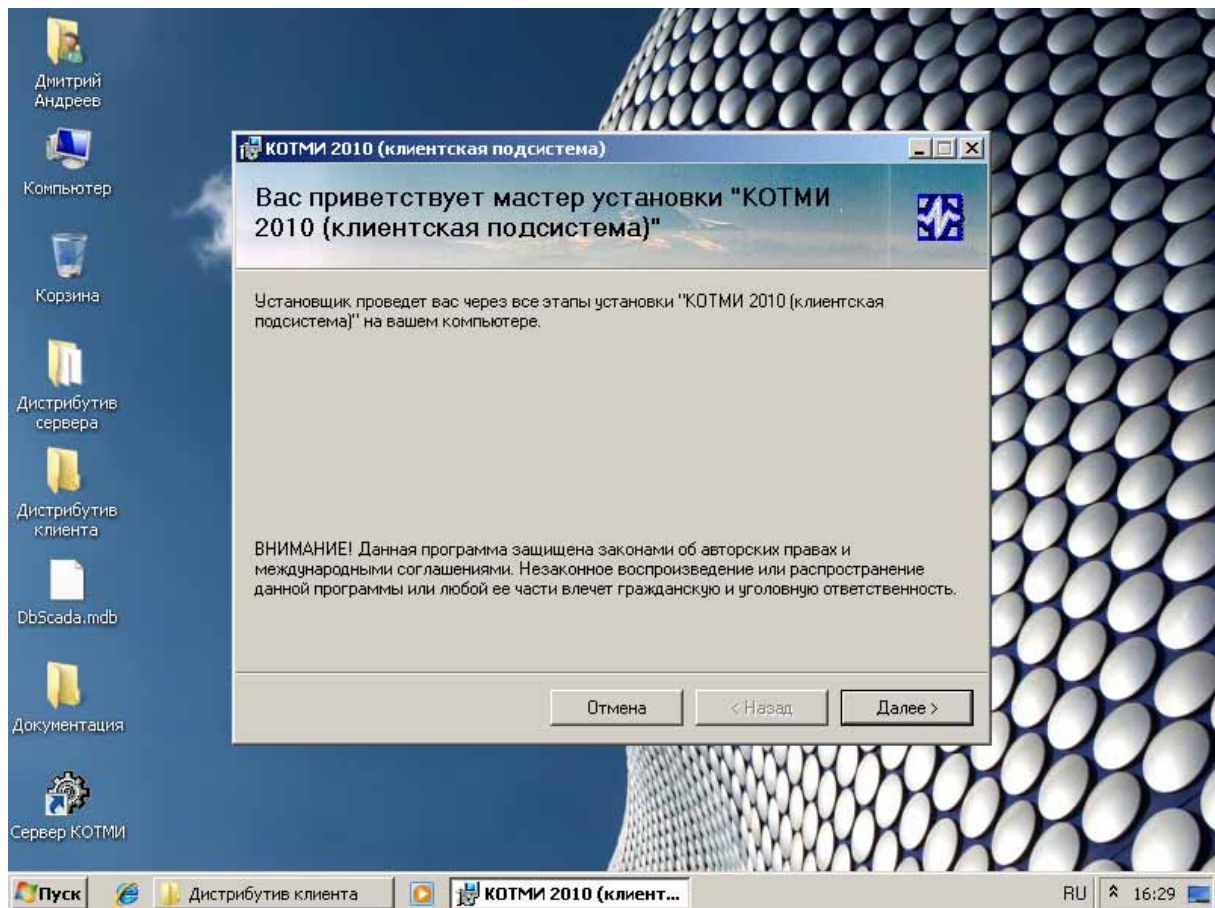 Дмитрий
Андреев
Компьютер
Корзина
Дистрибутив
сервера
Дистрибутив
клиента
DbScada.mdb
Документация
Сервер КОТМИ
КОТМИ 2010 (клиентская подсистема)
Вас приветствует мастер установки "КОТМИ
2010 (клиентская подсистема)"
Установщик проведет вас через все этапы установки "КОТМИ 2010 (клиентская
подсистема)" на вашем компьютере.
ВНИМАНИЕ! Данная программа защищена законами об авторских правах и
международными соглашениями. Незаконное воспроизведение или распространение
данной программы или любой ее части влечет гражданскую и уголовную ответственность.
Отмена
< Назад
Далее >
Пуск
Дистрибутив клиента
КОТМИ 2010 (клиент...
RU
16:29